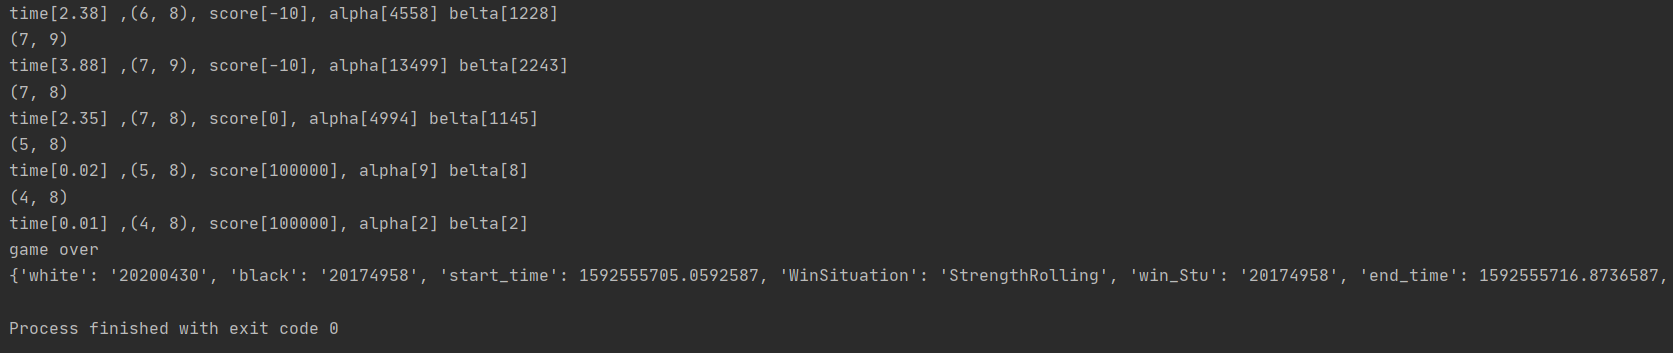 time[2.38] ,(6, 8), score[-10], alpha[4558] belta[1228]
(7, 9)
time[3.88] ,(7, 9), score[-10], alpha[13499] belta[2243]
(7, 8)
time[2.35] ,(7, 8), score[0], alpha[4994] belta[1145]
(5, 8)
time[0.02] ,(5, 8), score[100000], alpha[9] belta[8]
(4, 8)
time[0.01] ,(4, 8), score[100000], alpha[2] belta[2]
game over
{'white': '20200430', 'black': '20174958', 'start_time': 1592555705.0592587, 'WinSituation': 'StrengthRolling', 'win_Stu': '20174958', 'end_time': 1592555716.8736587,
Process finished with exit code 0